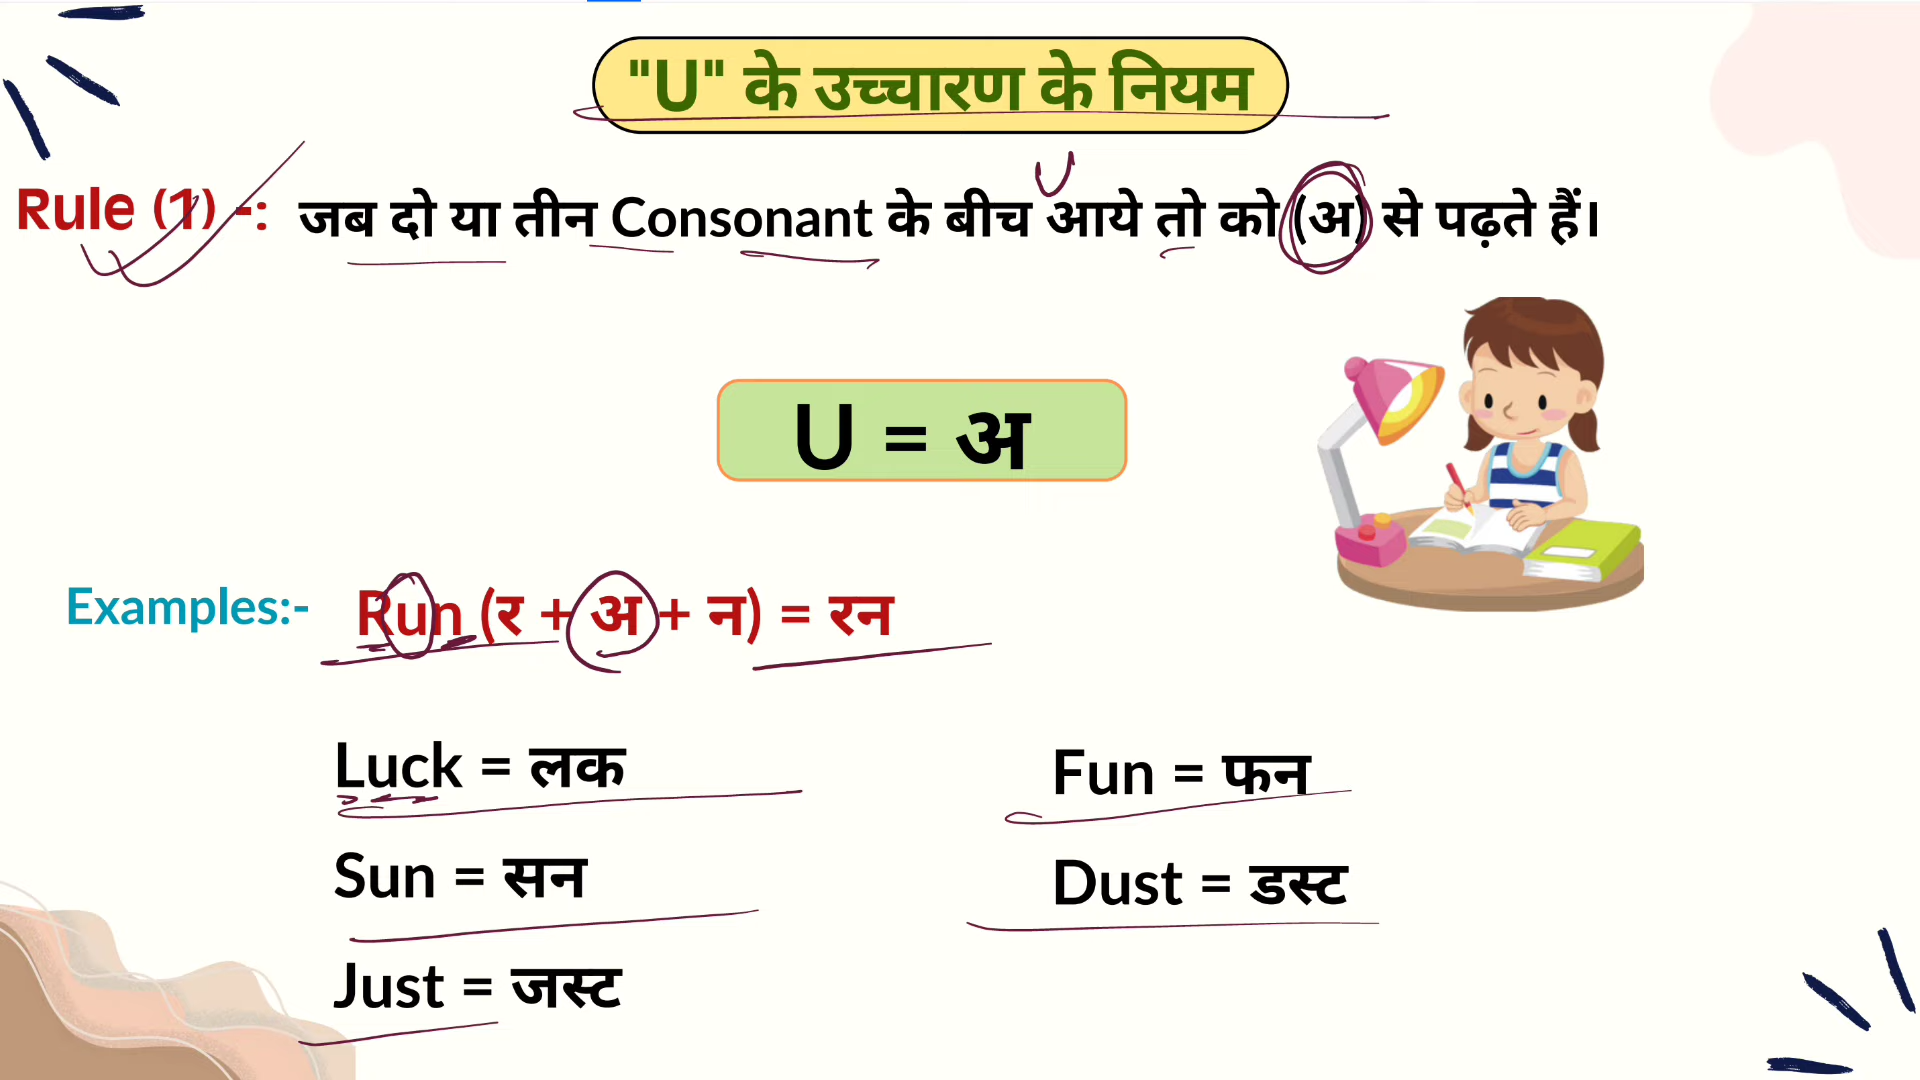 "U" के उच्चारण के नियम
U
Rule (1) -: जब दो या तीन Consonant के बीच आये तो को (अ) से पढ़ते हैं।
U = अ
Examples:- Run (र + अ + न) = रन
Luck = लक
Fun = फन
Sun = सन
Dust = डस्ट
Just = जस्ट